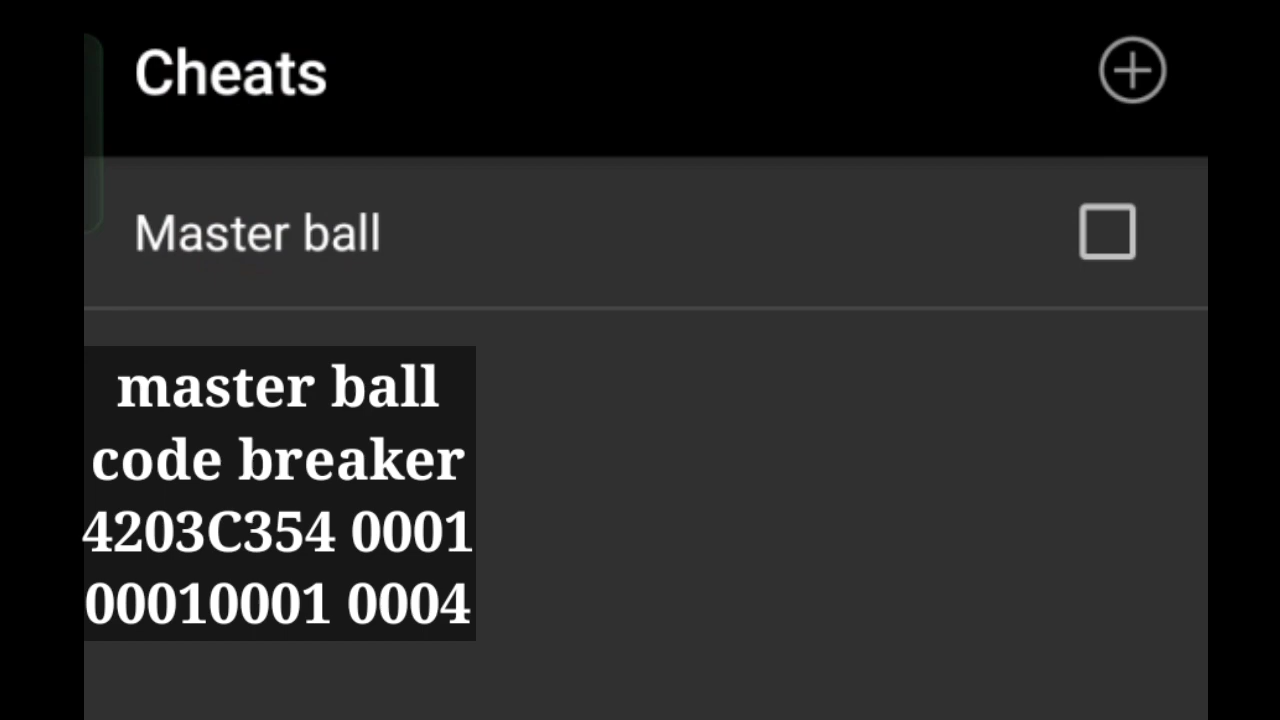 Cheats
Master ball
master ball
code breaker
4203C354 0001
00010001 0004